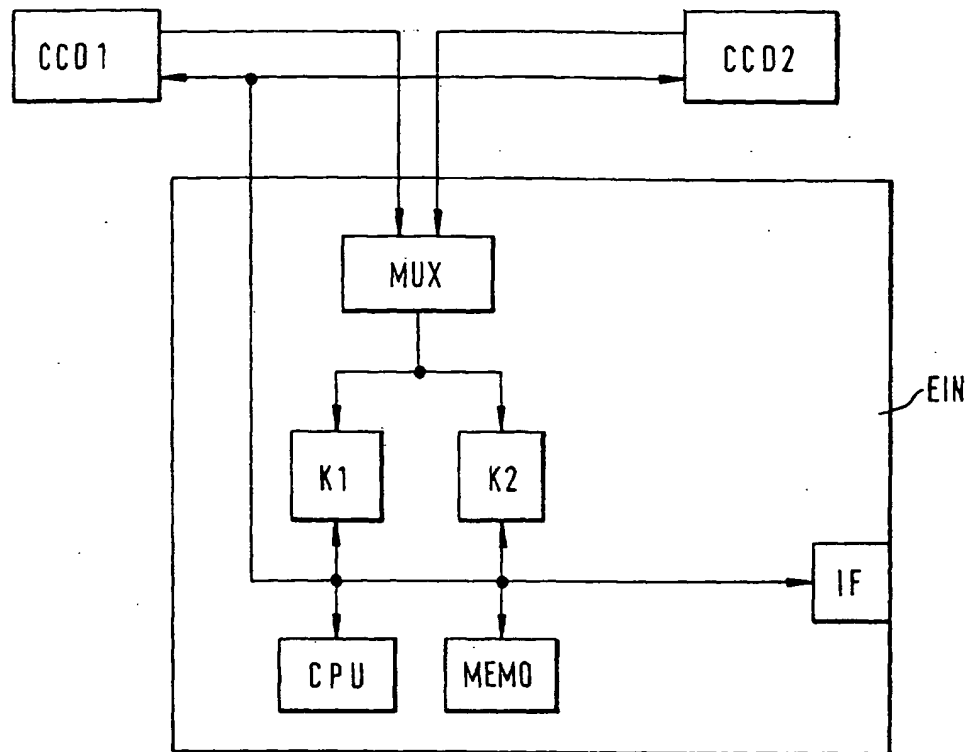 CCD1
CCD2
MUX
EIN
K1
K2
IF
CPU
MEMO